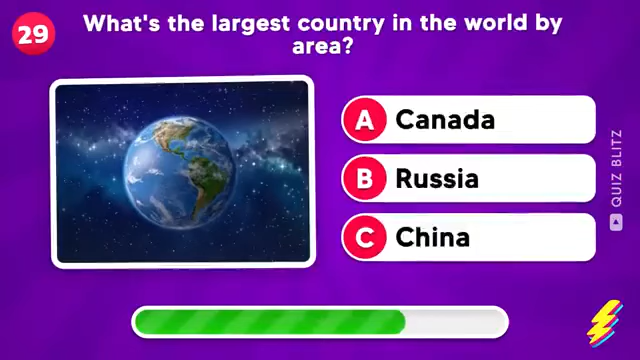 29
What's the largest country in the world by
area?
A Canada
B Russia
C China
QUIZ BLITZ